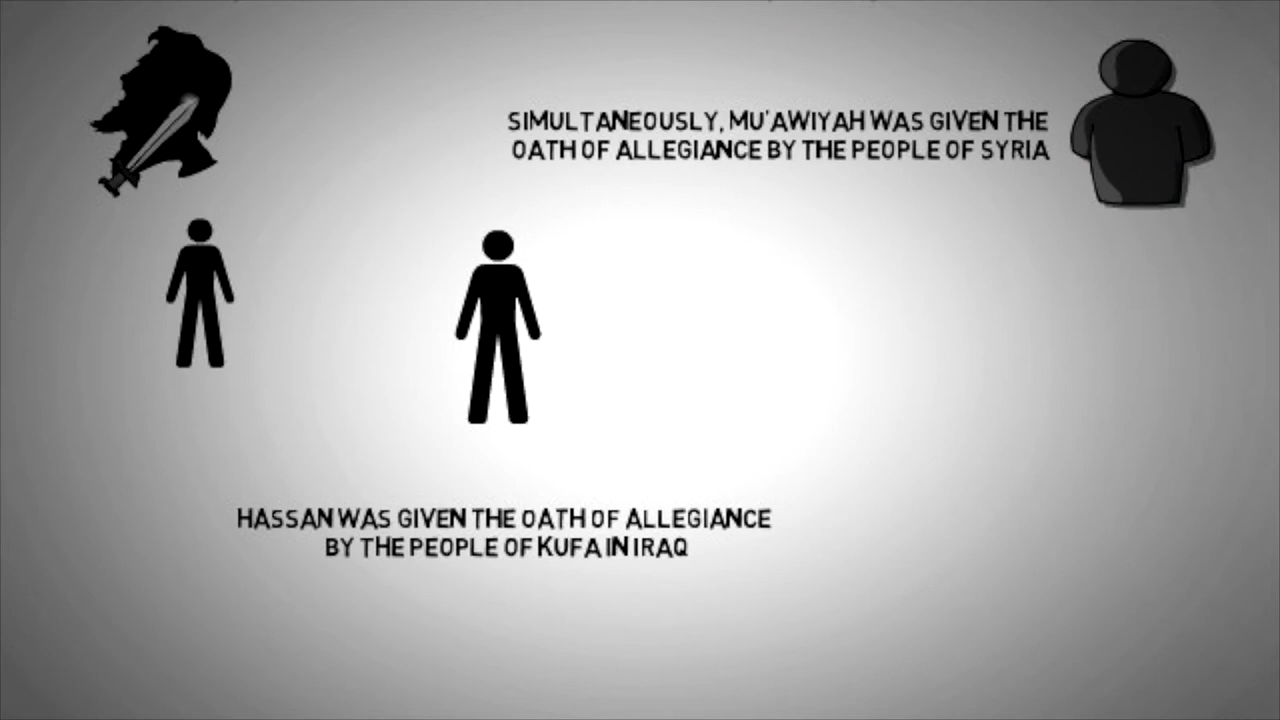 SIMULTANEOUSLY, MU'AWIYAH WAS GIVEN THE
OATH OF ALLEGIANCE BY THE PEOPLE OF SYRIA
HASSAN WAS GIVEN THE OATH OF ALLEGIANCE
BY THE PEOPLE OF KUFA IN IRAQ